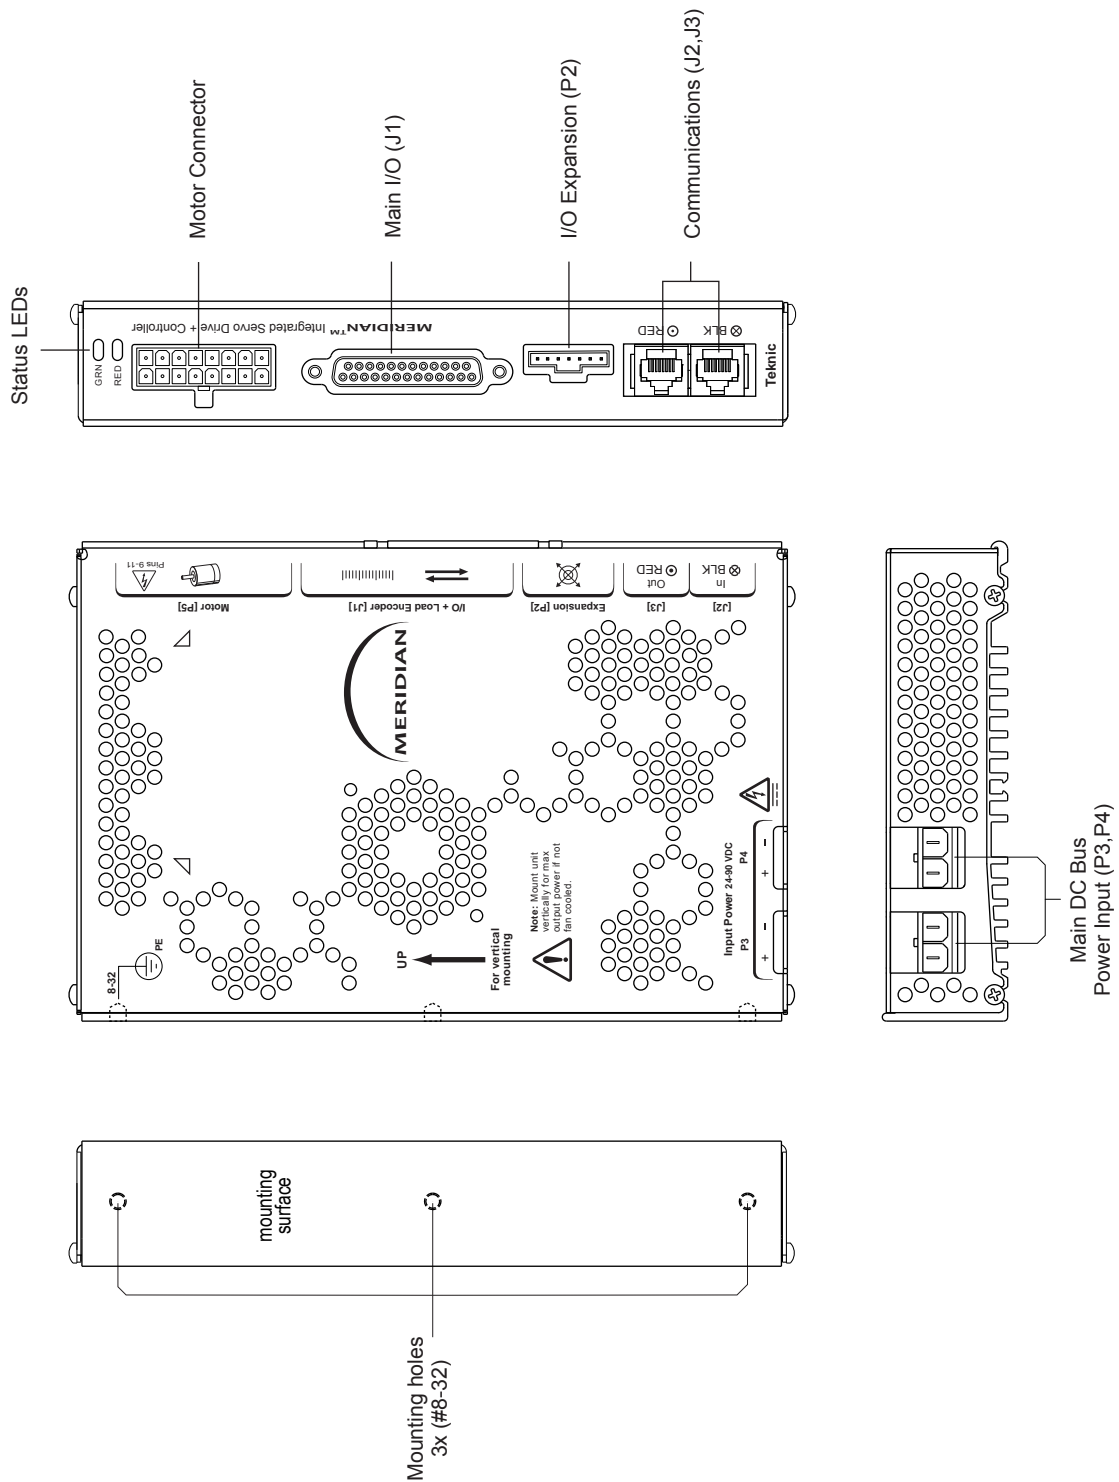 Status LEDs
Motor Connector
Main I/O (J1)
I/O Expansion (P2)
Communications (J2,J3)
GRN
RED
MERIDIAN™ Integrated Servo Drive + Controller
RED
BLK
Teknic
Pins 9-11
Motor [P5]
I/O + Load Encoder [J1]
Expansion [P2]
Out
RED
[J3]
In
BLK
[J2]
MERIDIAN
8-32
PE
UP
For vertical
mounting
Note: Mount unit
vertically for max
output power if not
fan cooled.
Input Power 24-90 VDC
P3
P4
+
-
+
-
Main DC Bus
Power Input (P3,P4)
mounting
surface
Mounting holes
3x (#8-32)